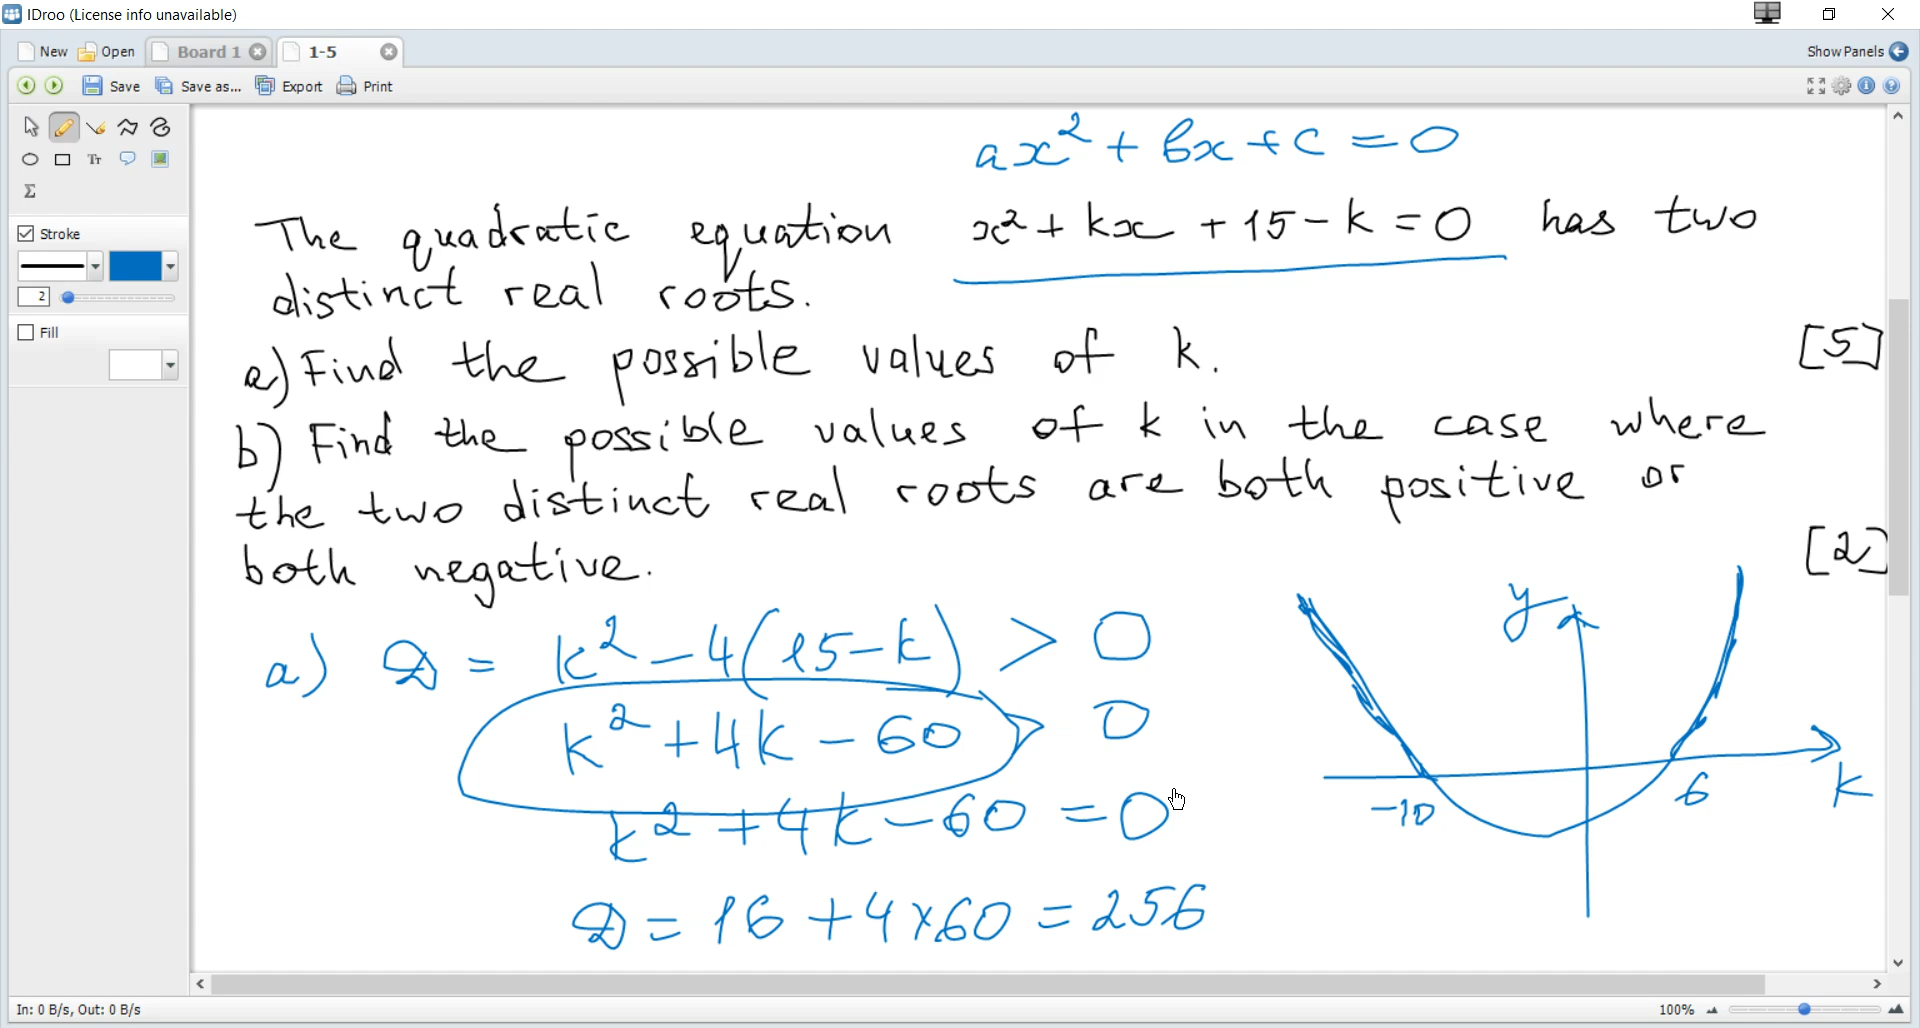 IDroo (License info unavailable)
New Open Board 1 1-5 Show Panels
Save Save as... Export Print
Tт
Σ
Stroke
2
Fill
ax² + bx + c = 0
The quadratic equation x² + kx + 15 - k = 0 has two
distinct real roots.
a) Find the possible values of k. [5]
b) Find the possible values of k in the case where
the two distinct real roots are both positive or
both negative. [2]
a) D = k² - 4(15 - k) > 0
k² + 4k - 60 > 0
k² + 4k - 60 = 0
D = 16 + 4×60 = 256
y
-10 6 k
In: 0 B/s, Out: 0 B/s 100%